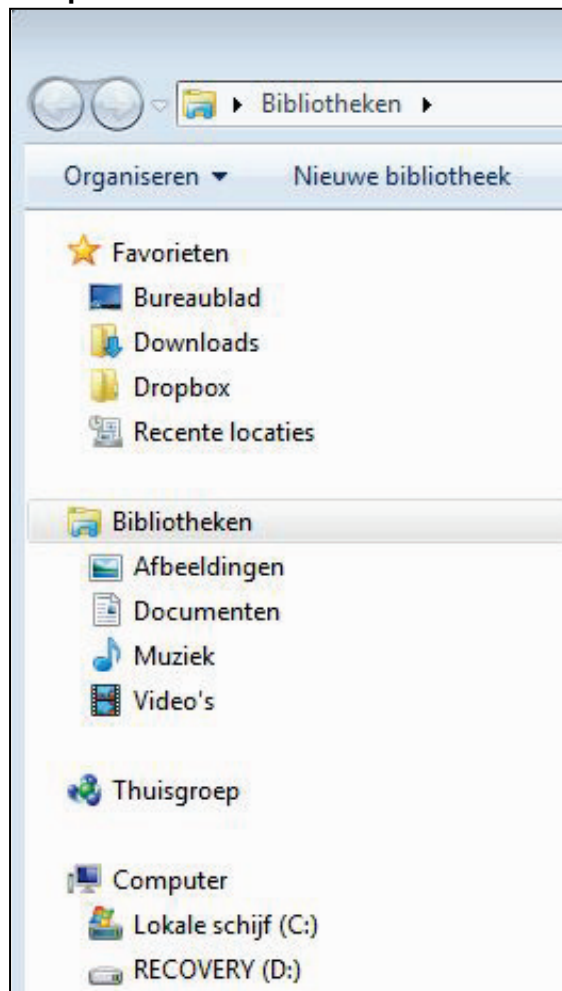 Bibliotheken
Organiseren Nieuwe bibliotheek
Favorieten
Bureaublad
Downloads
Dropbox
Recente locaties
Bibliotheken
Afbeeldingen
Documenten
Muziek
Video's
Thuisgroep
Computer
Lokale schijf (C:)
RECOVERY (D:)